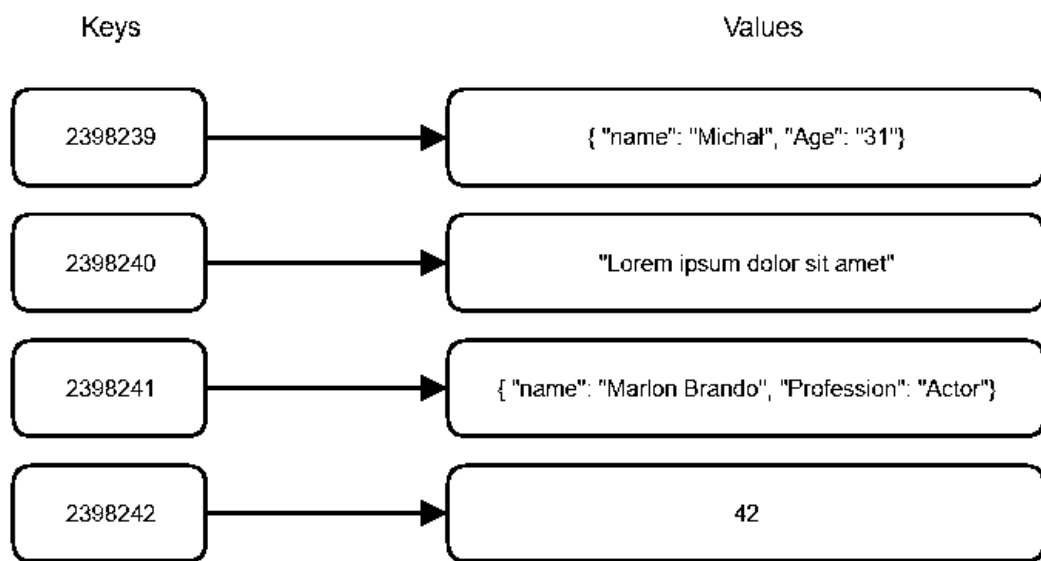 Keys Values
2398239 { "name": "Michał", "Age": "31"}
2398240 "Lorem ipsum dolor sit amet"
2398241 { "name": "Marlon Brando", "Profession": "Actor"}
2398242 42